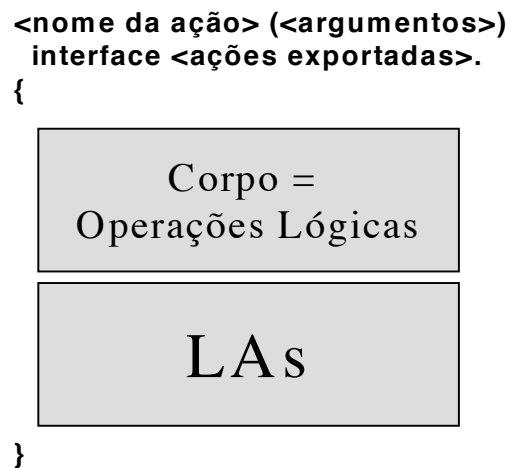 <nome da ação> (<argumentos>)
interface <ações exportadas>.
{
Corpo =
Operações Lógicas
LAs
}